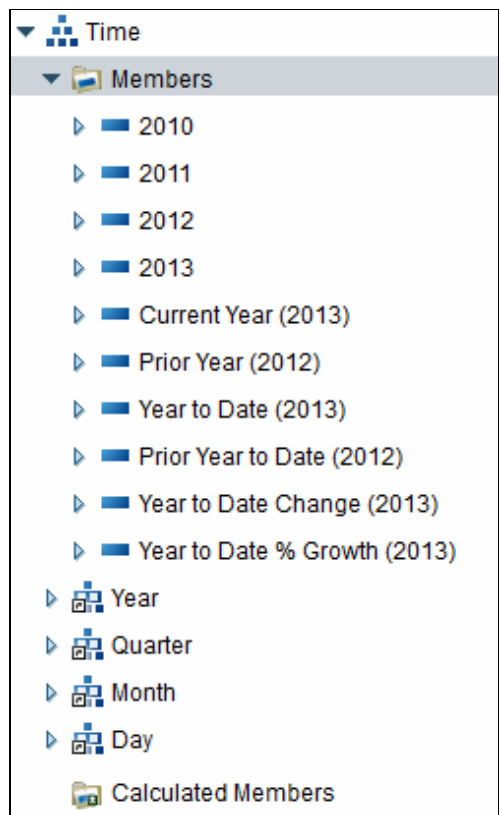 Time
Members
2010
2011
2012
2013
Current Year (2013)
Prior Year (2012)
Year to Date (2013)
Prior Year to Date (2012)
Year to Date Change (2013)
Year to Date % Growth (2013)
Year
Quarter
Month
Day
Calculated Members